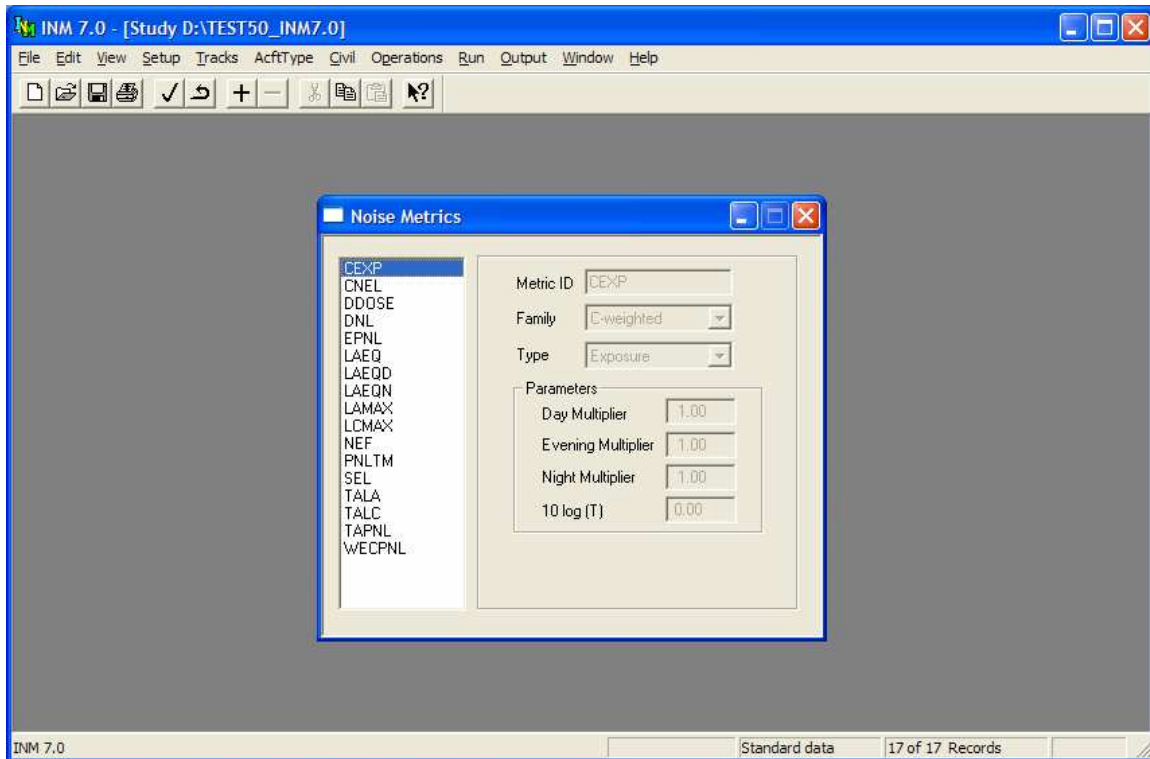 INM 7.0 - [Study D:\TEST50_INM7.0]
File Edit View Setup Tracks AcftType Civil Operations Run Output Window Help
Noise Metrics
CEXP
CNEL
DDOSE
DNL
EPNL
LAEQ
LAEQD
LAEQN
LAMAX
LCMAX
NEF
PNLTM
SEL
TALA
TALC
TAPNL
WECPNL
Metric ID CEXP
Family C-weighted
Type Exposure
Parameters
Day Multiplier 1.00
Evening Multiplier 1.00
Night Multiplier 1.00
10 log (T) 0.00
INM 7.0 Standard data 17 of 17 Records